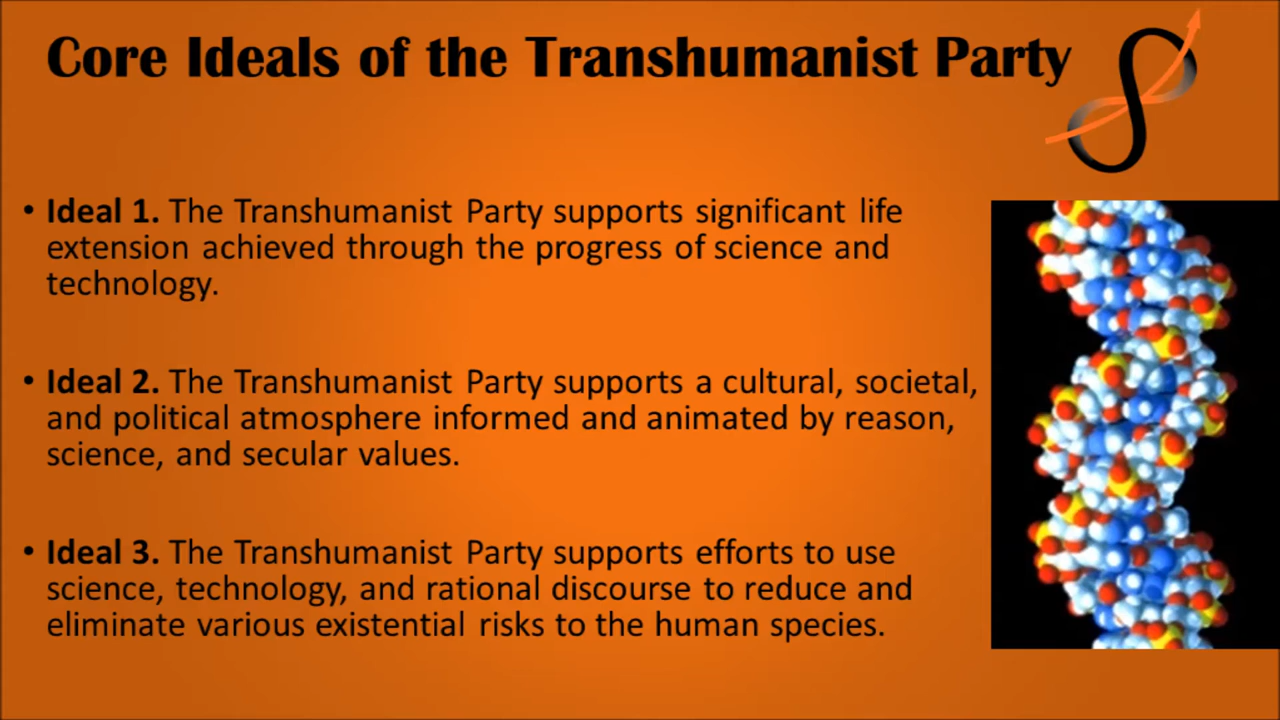 Core Ideals of the Transhumanist Party
• Ideal 1. The Transhumanist Party supports significant life
extension achieved through the progress of science and
technology.
• Ideal 2. The Transhumanist Party supports a cultural, societal,
and political atmosphere informed and animated by reason,
science, and secular values.
• Ideal 3. The Transhumanist Party supports efforts to use
science, technology, and rational discourse to reduce and
eliminate various existential risks to the human species.